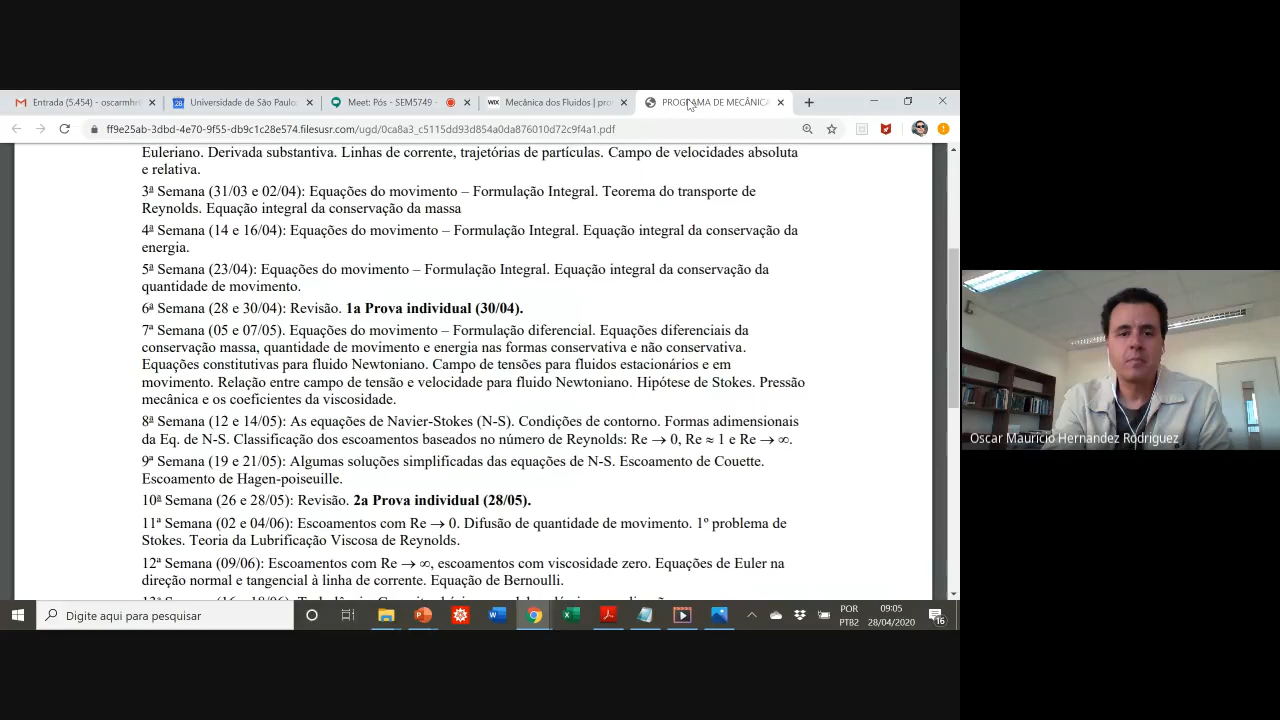 Entrada (5.454) - oscarmhr
Universidade de São Paulo
Meet: Pós - SEM5749 -
WIX Mecânica dos Fluidos | pro
PROGRAMA DE MECÂNICA
ff9e25ab-3dbd-4e70-9f55-db9c1c28e574.filesusr.com/ugd/0ca8a3_c5115dd93d854a0da876010d72c9f4a1.pdf
Euleriano. Derivada substantiva. Linhas de corrente, trajetórias de partículas. Campo de velocidades absoluta
e relativa.
3ª Semana (31/03 e 02/04): Equações do movimento – Formulação Integral. Teorema do transporte de
Reynolds. Equação integral da conservação da massa
4ª Semana (14 e 16/04): Equações do movimento – Formulação Integral. Equação integral da conservação da
energia.
5ª Semana (23/04): Equações do movimento – Formulação Integral. Equação integral da conservação da
quantidade de movimento.
6ª Semana (28 e 30/04): Revisão. 1a Prova individual (30/04).
7ª Semana (05 e 07/05). Equações do movimento – Formulação diferencial. Equações diferenciais da
conservação massa, quantidade de movimento e energia nas formas conservativa e não conservativa.
Equações constitutivas para fluido Newtoniano. Campo de tensões para fluidos estacionários e em
movimento. Relação entre campo de tensão e velocidade para fluido Newtoniano. Hipótese de Stokes. Pressão
mecânica e os coeficientes da viscosidade.
8ª Semana (12 e 14/05): As equações de Navier-Stokes (N-S). Condições de contorno. Formas adimensionais
da Eq. de N-S. Classificação dos escoamentos baseados no número de Reynolds: Re → 0, Re ≈ 1 e Re → ∞.
9ª Semana (19 e 21/05): Algumas soluções simplificadas das equações de N-S. Escoamento de Couette.
Escoamento de Hagen-poiseuille.
10ª Semana (26 e 28/05): Revisão. 2a Prova individual (28/05).
11ª Semana (02 e 04/06): Escoamentos com Re → 0. Difusão de quantidade de movimento. 1º problema de
Stokes. Teoria da Lubrificação Viscosa de Reynolds.
12ª Semana (09/06): Escoamentos com Re → ∞, escoamentos com viscosidade zero. Equações de Euler na
direção normal e tangencial à linha de corrente. Equação de Bernoulli.
Oscar Mauricio Hernandez Rodriguez
Digite aqui para pesquisar
POR
PTB2
09:05
28/04/2020
16